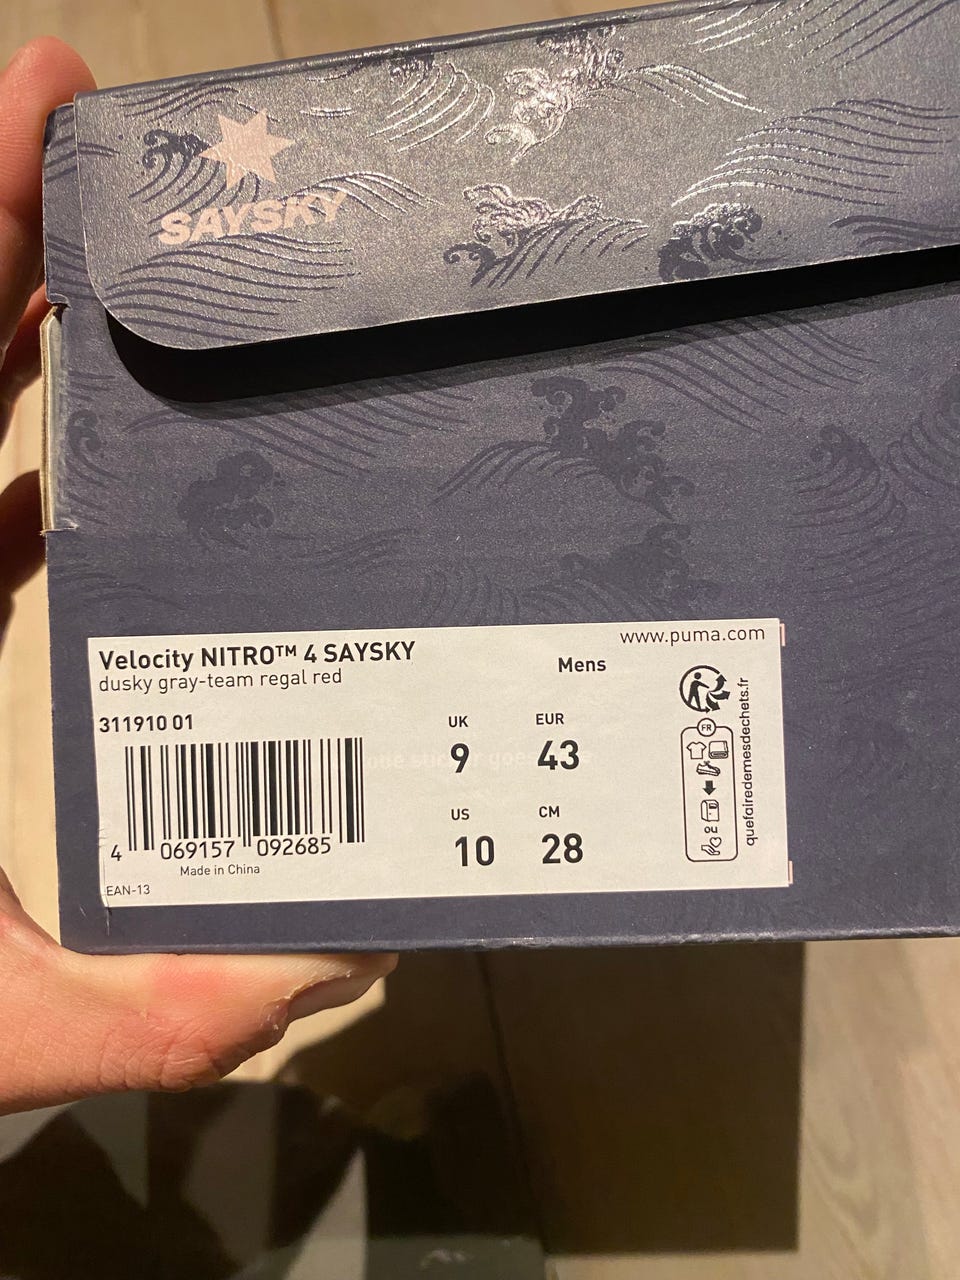 SAYSKY
www.puma.com
Velocity NITRO™ 4 SAYSKY
dusky gray-team regal red
Mens
311910 01
UK
EUR
9
43
US
CM
10
28
4 069157 092685
Made in China
EAN-13
FR
ou
quefairedemesdechets.fr